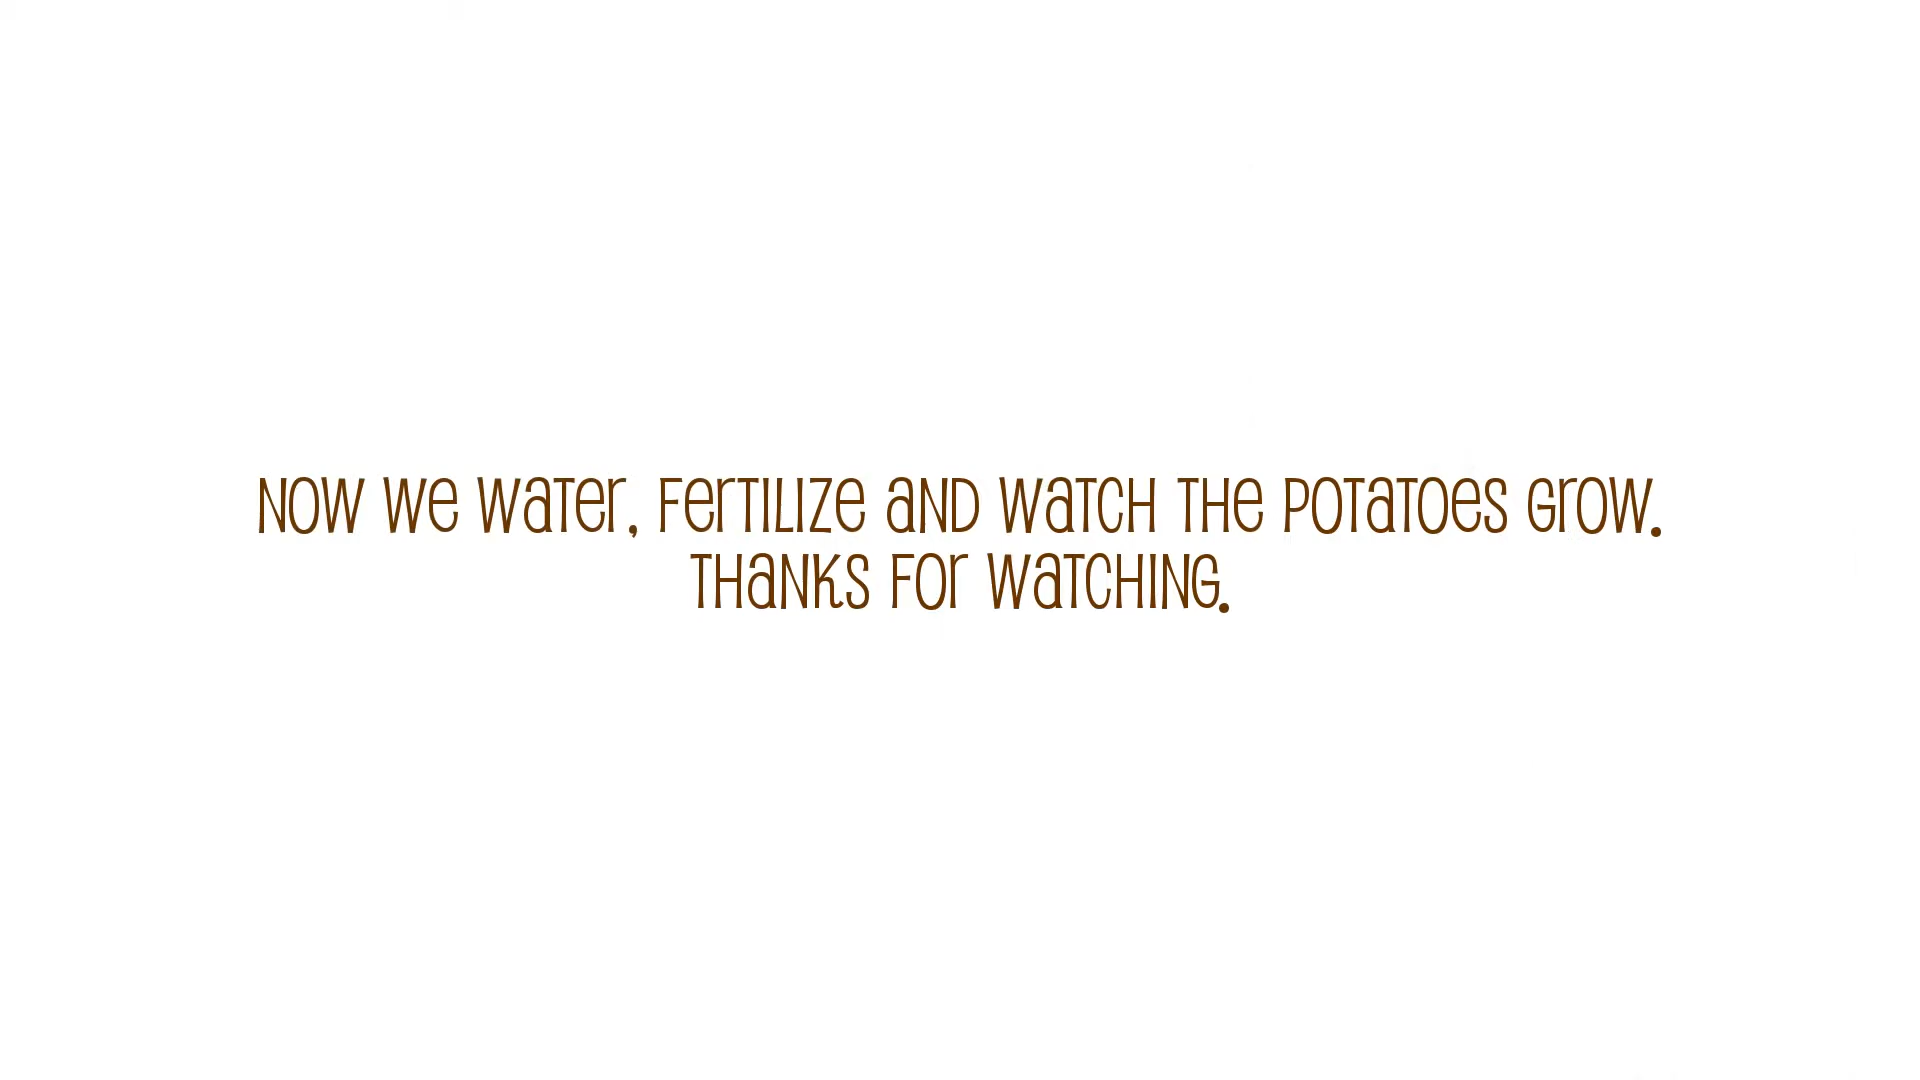 Now we water, fertilize and watch the potatoes grow.
Thanks for watching.